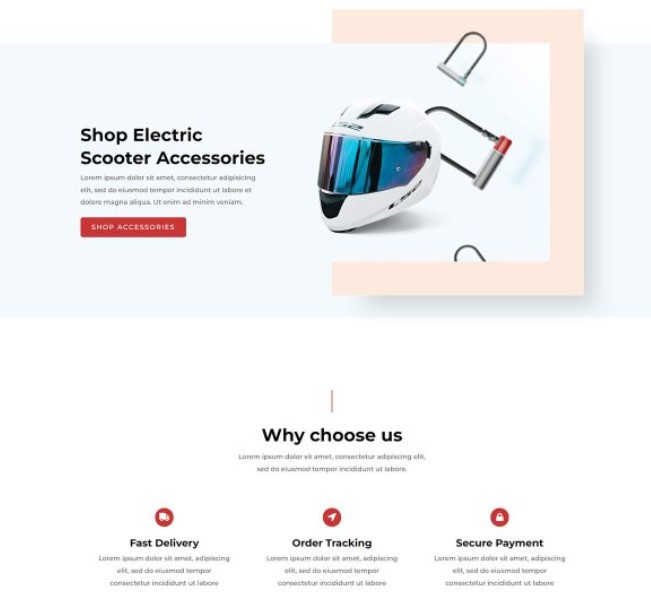 Shop Electric
Scooter Accessories
Lorem ipsum dolor sit amet, consectetur adipisicing
elit, sed do eiusmod tempor incididunt ut labore et
dolore magna aliqua. Ut enim ad minim veniam.
SHOP ACCESSORIES
LS2
LS2
Why choose us
Lorem ipsum dolor sit amet, consectetur adipiscing elit,
sed do eiusmod tempor incididunt ut labore.
Fast Delivery
Order Tracking
Secure Payment
Lorem ipsum dolor sit amet, adipiscing
elit, sed do eiusmod tempor
consectetur incididunt ut labore
Lorem ipsum dolor sit amet, adipiscing
elit, sed do eiusmod tempor
consectetur incididunt ut labore
Lorem ipsum dolor sit amet, adipiscing
elit, sed do eiusmod tempor
consectetur incididunt ut labore